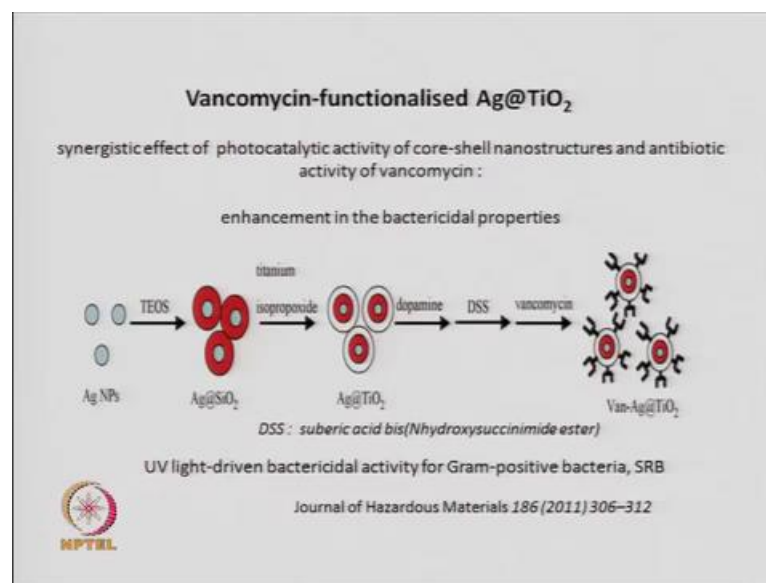 Vancomycin-functionalised Ag@TiO₂
synergistic effect of photocatalytic activity of core-shell nanostructures and antibiotic
activity of vancomycin :
enhancement in the bactericidal properties
TEOS
titanium
isopropoxide
dopamine
DSS
vancomycin
Ag NPs
Ag@SiO₂
Ag@TiO₂
Van-Ag@TiO₂
DSS : suberic acid bis(Nhydroxysuccinimide ester)
UV light-driven bactericidal activity for Gram-positive bacteria, SRB
Journal of Hazardous Materials 186 (2011) 306–312
NPTEL